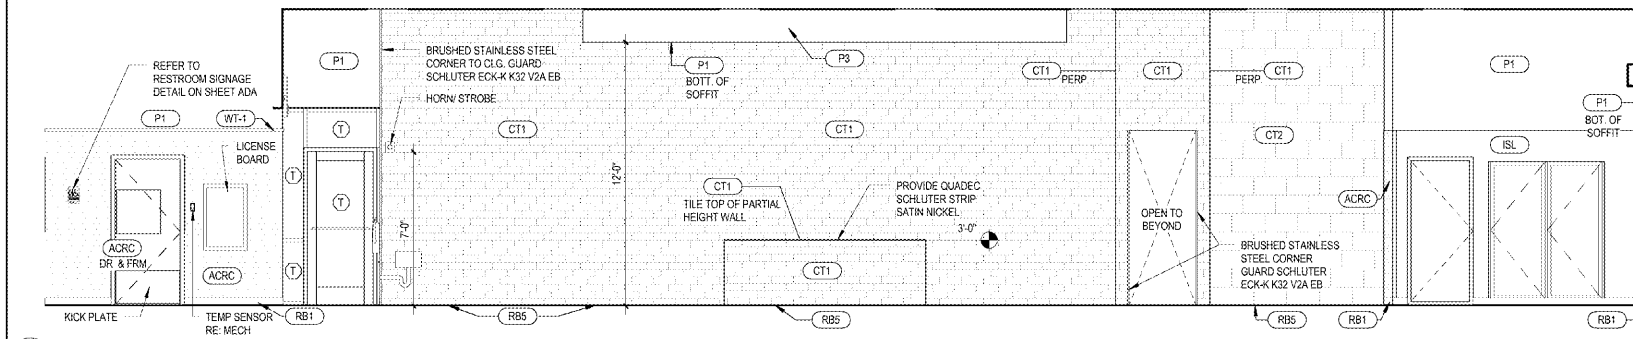 REFER TO
RESTROOM SIGNAGE
DETAIL ON SHEET ADA
P1
WT-1
LICENSE
BOARD
ACRC
DR. & FRM
ACRC
KICK PLATE
TEMP SENSOR
RE: MECH
RB1
P1
T
T
T
T
BRUSHED STAINLESS STEEL
CORNER TO CLG. GUARD
SCHLUTER ECK-K K32 V2A EB
HORN/ STROBE
7'-0"
CT1
RB5
12'-0"
P1
BOTT. OF
SOFFIT
P3
CT1
CT1
TILE TOP OF PARTIAL
HEIGHT WALL
PROVIDE QUADEC
SCHLUTER STRIP
SATIN NICKEL
3'-0"
CT1
RB5
CT1
PERP
CT1
PERP
CT1
OPEN TO
BEYOND
CT2
BRUSHED STAINLESS
STEEL CORNER
GUARD SCHLUTER
ECK-K K32 V2A EB
RB5
RB1
ACRC
P1
P1
BOT. OF
SOFFIT
ISL
RB1